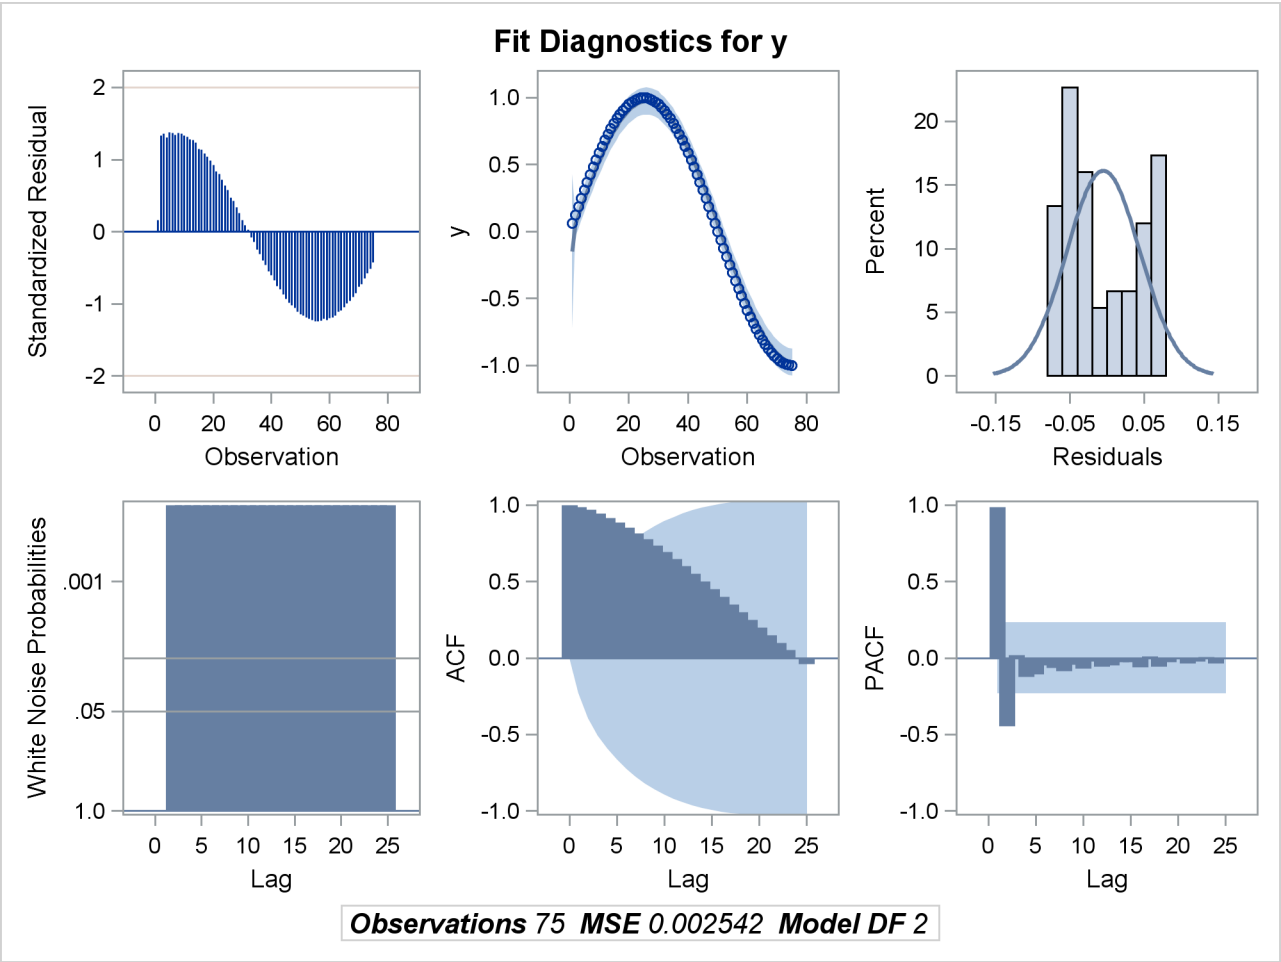 Fit Diagnostics for y
Standardized Residual
2
1
0
-1
-2
0 20 40 60 80
Observation
y
1.0
0.5
0.0
-0.5
-1.0
0 20 40 60 80
Observation
Percent
20
15
10
5
0
-0.15 -0.05 0.05 0.15
Residuals
White Noise Probabilities
.001
.05
1.0
0 5 10 15 20 25
Lag
ACF
1.0
0.5
0.0
-0.5
-1.0
0 5 10 15 20 25
Lag
PACF
1.0
0.5
0.0
-0.5
-1.0
0 5 10 15 20 25
Lag
Observations 75 MSE 0.002542 Model DF 2